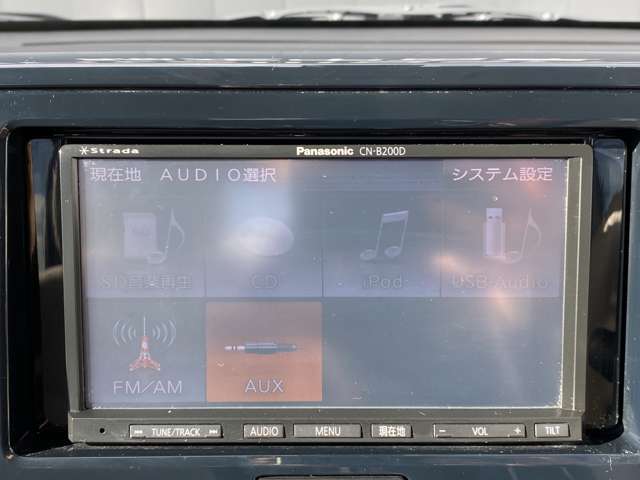 Strada Panasonic CN-B200D
現在地 AUDIO選択 システム設定
SD音楽再生 CD iPod USB-Audio
FM/AM AUX
TUNE/TRACK AUDIO MENU 現在地 - VOL + TILT